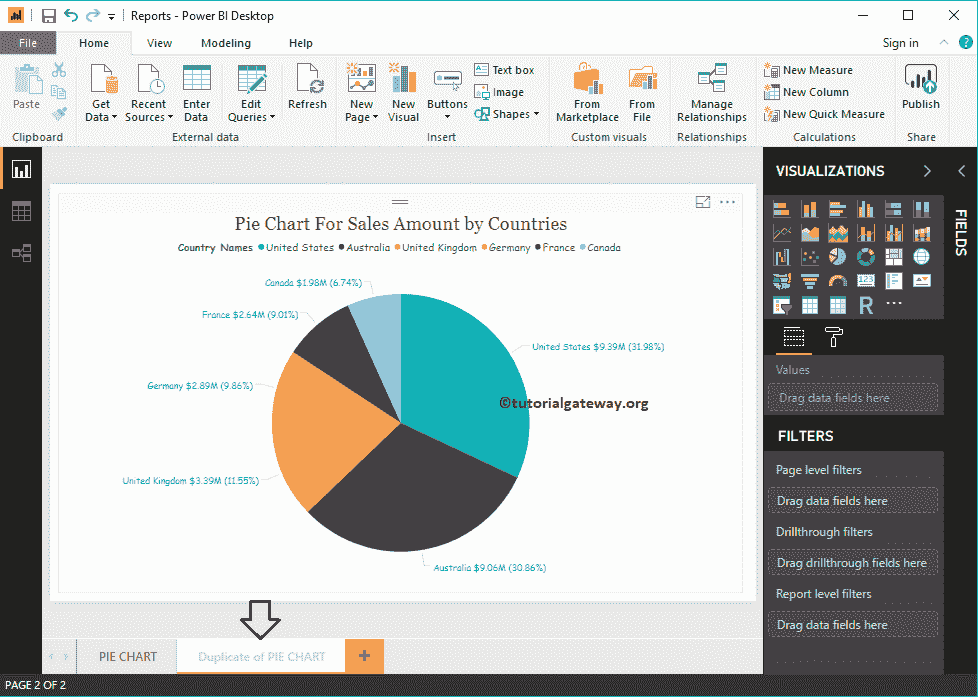 Reports - Power BI Desktop
File Home View Modeling Help Sign in
Paste
Get Data
Recent Sources
Enter Data
Edit Queries
Refresh
New Page
New Visual
Buttons
Text box
Image
Shapes
From Marketplace
From File
Manage Relationships
New Measure
New Column
New Quick Measure
Publish
Clipboard External data Insert Custom visuals Relationships Calculations Share
VISUALIZATIONS
FIELDS
Pie Chart For Sales Amount by Countries
Country Names United States Australia United Kingdom Germany France Canada
Canada $1.98M (6.74%)
France $2.64M (9.01%)
United States $9.39M (31.98%)
Germany $2.89M (9.86%)
©tutorialgateway.org
United Kingdom $3.39M (11.55%)
Australia $9.06M (30.86%)
123
R
Values
Drag data fields here
FILTERS
Page level filters
Drag data fields here
Drillthrough filters
Drag drillthrough fields here
Report level filters
Drag data fields here
PIE CHART Duplicate of PIE CHART +
PAGE 2 OF 2